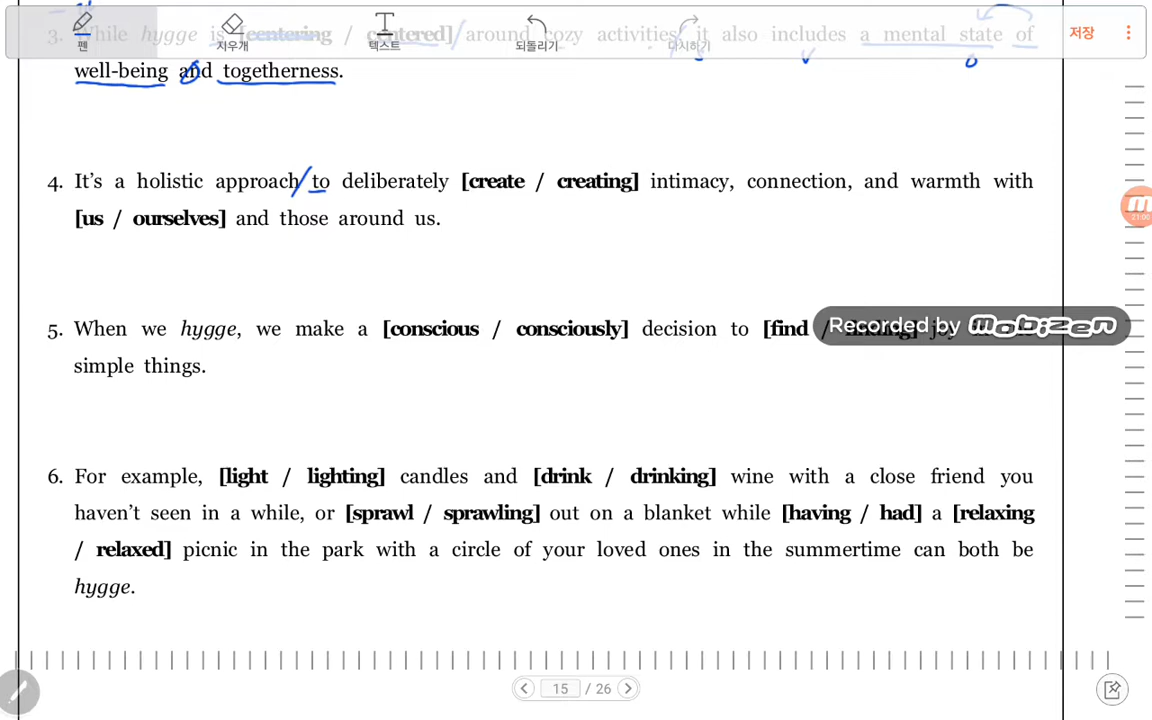 3. While hygge is [centering / centered] around cozy activities, it also includes a mental state of
펜 지우개 텍스트 되돌리기 다시하기 저장
well-being and togetherness.
4. It's a holistic approach to deliberately [create / creating] intimacy, connection, and warmth with
[us / ourselves] and those around us.
21:00
5. When we hygge, we make a [conscious / consciously] decision to [find /
Recorded by mobizen
simple things.
6. For example, [light / lighting] candles and [drink / drinking] wine with a close friend you
haven't seen in a while, or [sprawl / sprawling] out on a blanket while [having / had] a [relaxing
/ relaxed] picnic in the park with a circle of your loved ones in the summertime can both be
hygge.
15 / 26